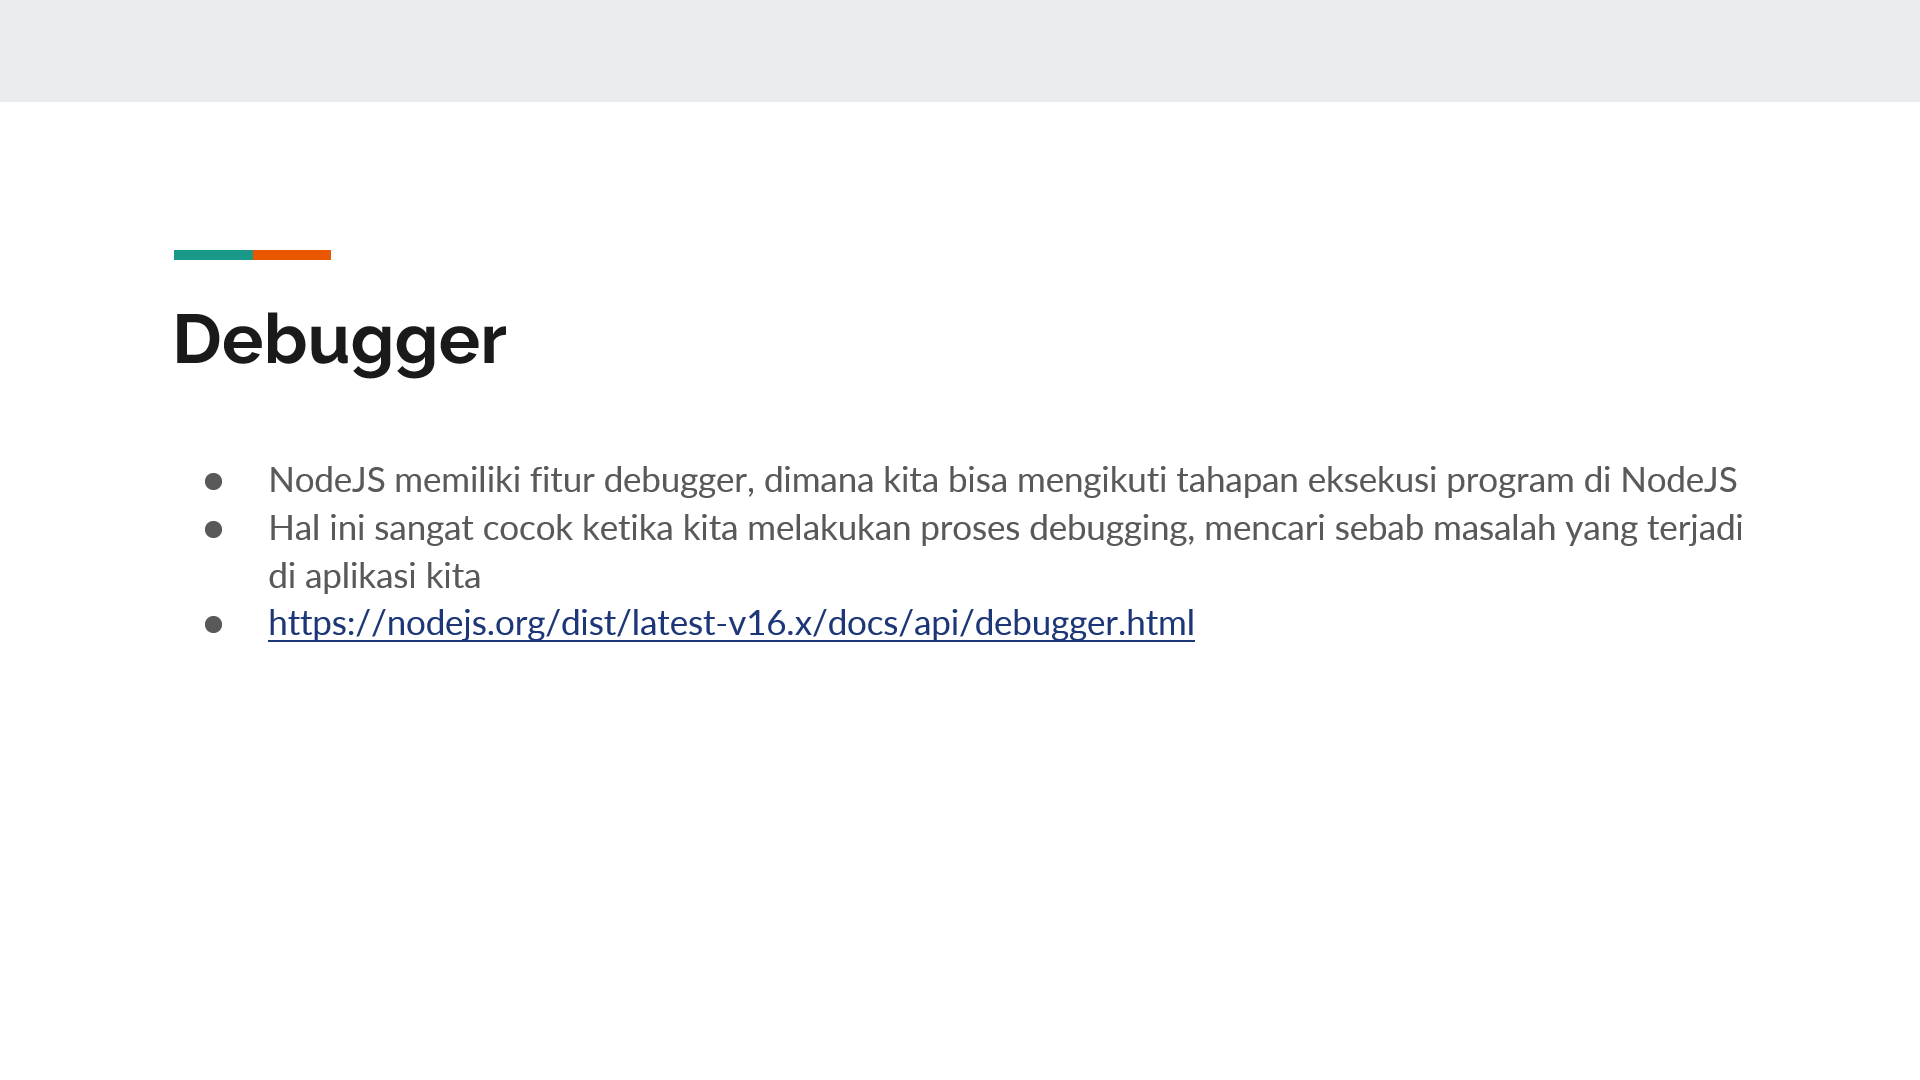 Debugger
● NodeJS memiliki fitur debugger, dimana kita bisa mengikuti tahapan eksekusi program di NodeJS
● Hal ini sangat cocok ketika kita melakukan proses debugging, mencari sebab masalah yang terjadi
di aplikasi kita
● https://nodejs.org/dist/latest-v16.x/docs/api/debugger.html